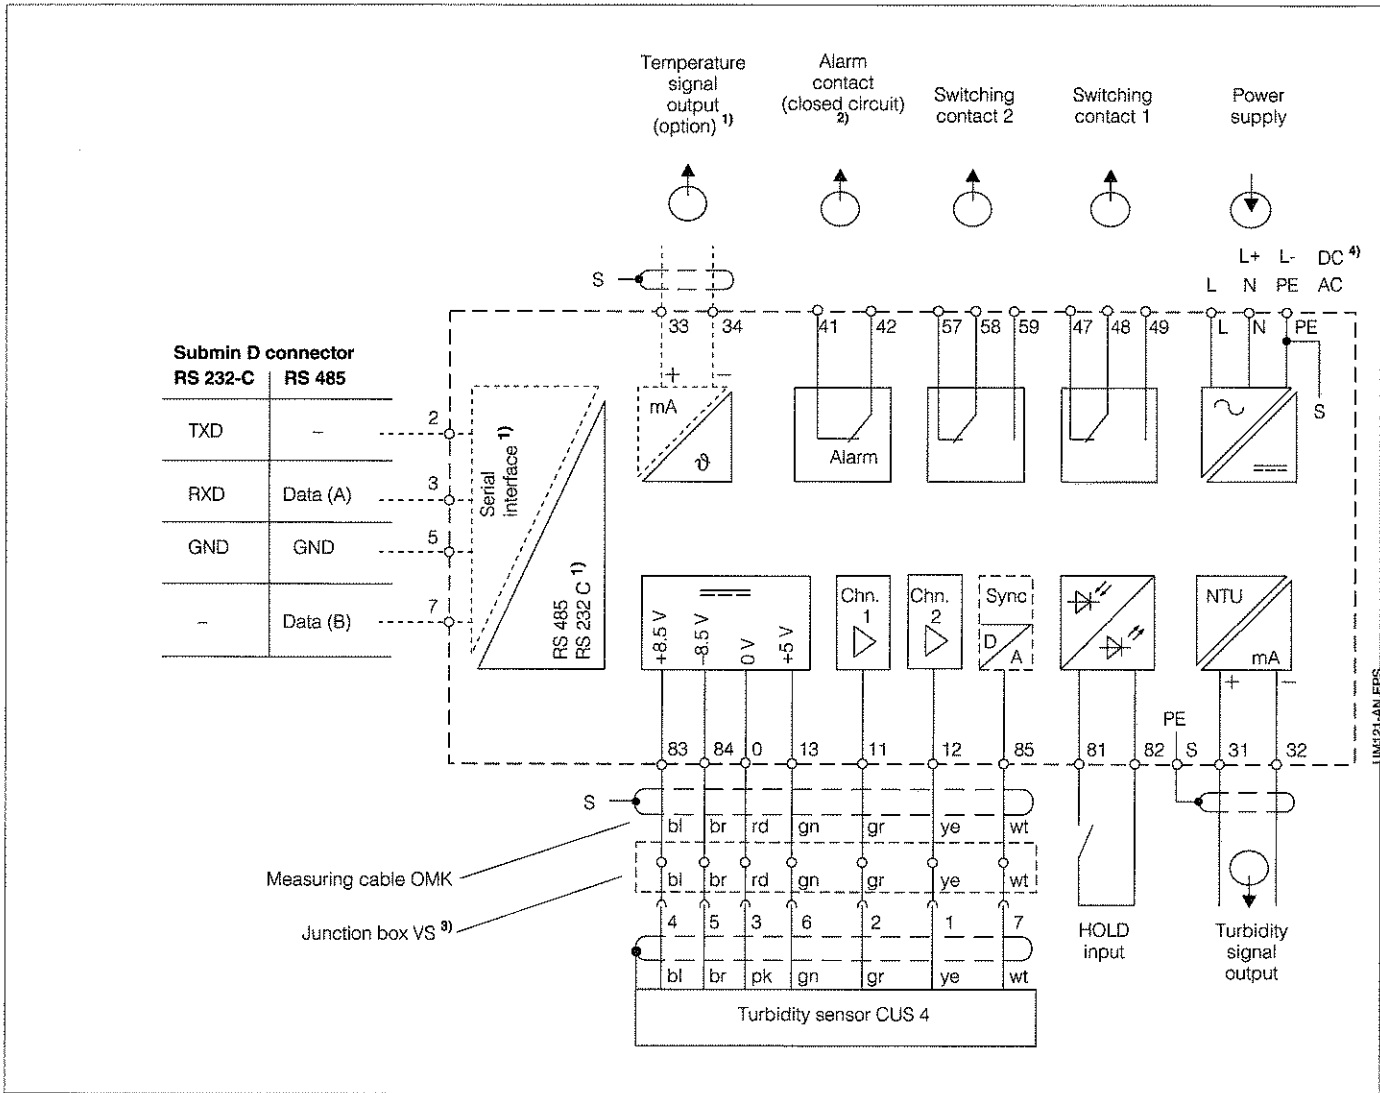 Temperature
signal
output
(option) 1)
Alarm
contact
(closed circuit)
2)
Switching
contact 2
Switching
contact 1
Power
supply
L+ L- DC 4)
L N PE AC
S
33 34 41 42 57 58 59 47 48 49 L N PE
Submin D connector
RS 232-C RS 485
TXD – 2
RXD Data (A) 3
GND GND 5
– Data (B) 7
Serial
interface 1)
RS 485
RS 232 C 1)
+ –
mA
ϑ
Alarm
S
+8.5 V
-8.5 V
0 V
+5 V
Chn.
1
Chn.
2
Sync
D
A
NTU
mA
+ –
PE
83 84 0 13 11 12 85 81 82 S 31 32
S
bl br rd gn gr ye wt
Measuring cable OMK
bl br rd gn gr ye wt
Junction box VS 3)
4 5 3 6 2 1 7
bl br pk gn gr ye wt
Turbidity sensor CUS 4
HOLD
input
Turbidity
signal
output
UM121-AN.EPS